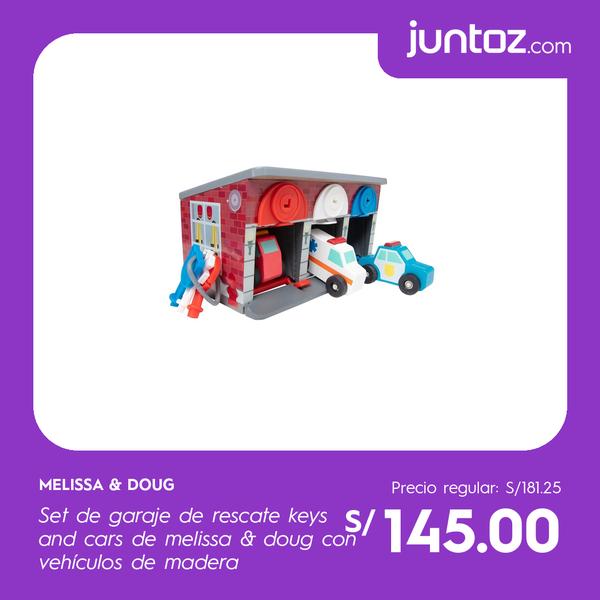 juntoz.com
MELISSA & DOUG
Set de garaje de rescate keys
and cars de melissa & doug con
vehículos de madera
Precio regular: S/181.25
S/145.00